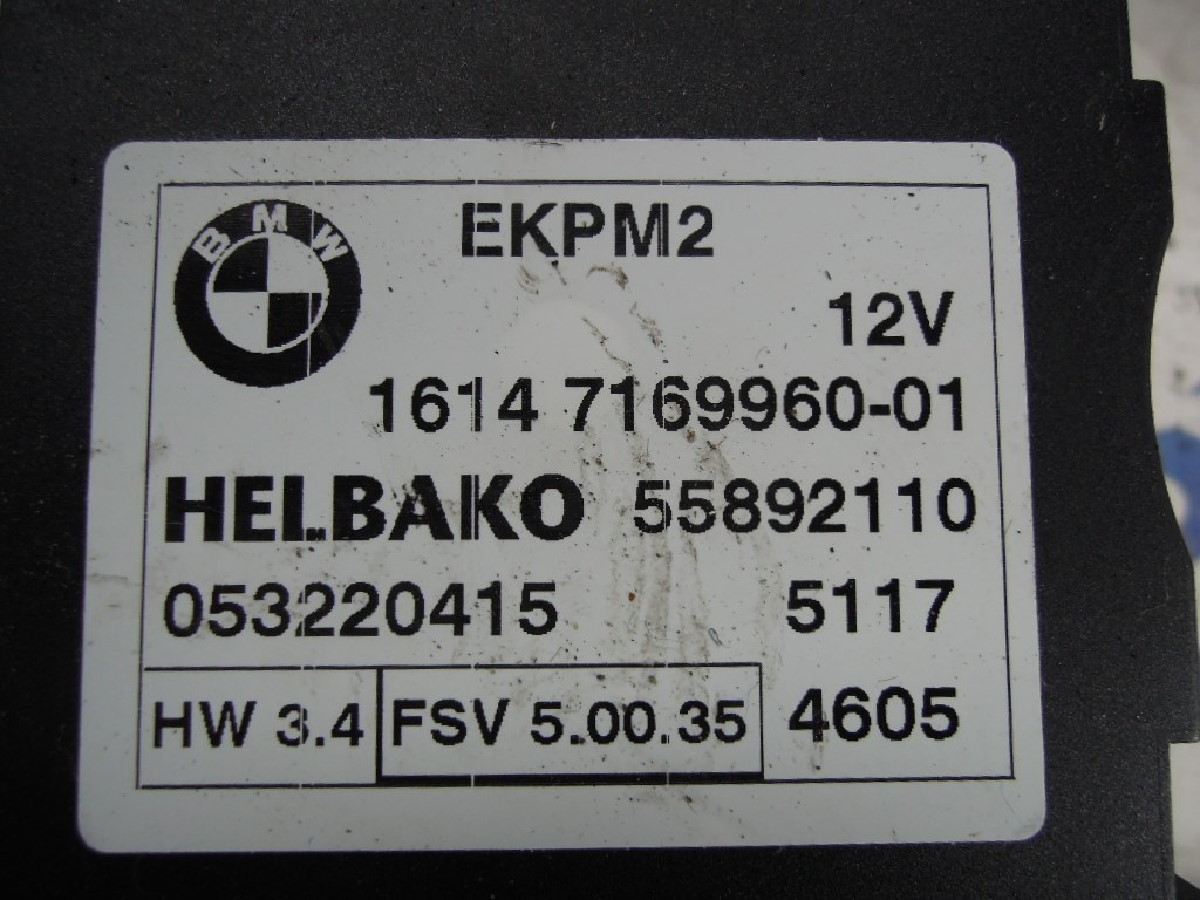 BMW
EKPM2
12V
1614 7169960-01
HELBAKO 55892110
053220415 5117
HW 3.4 FSV 5.00.35 4605